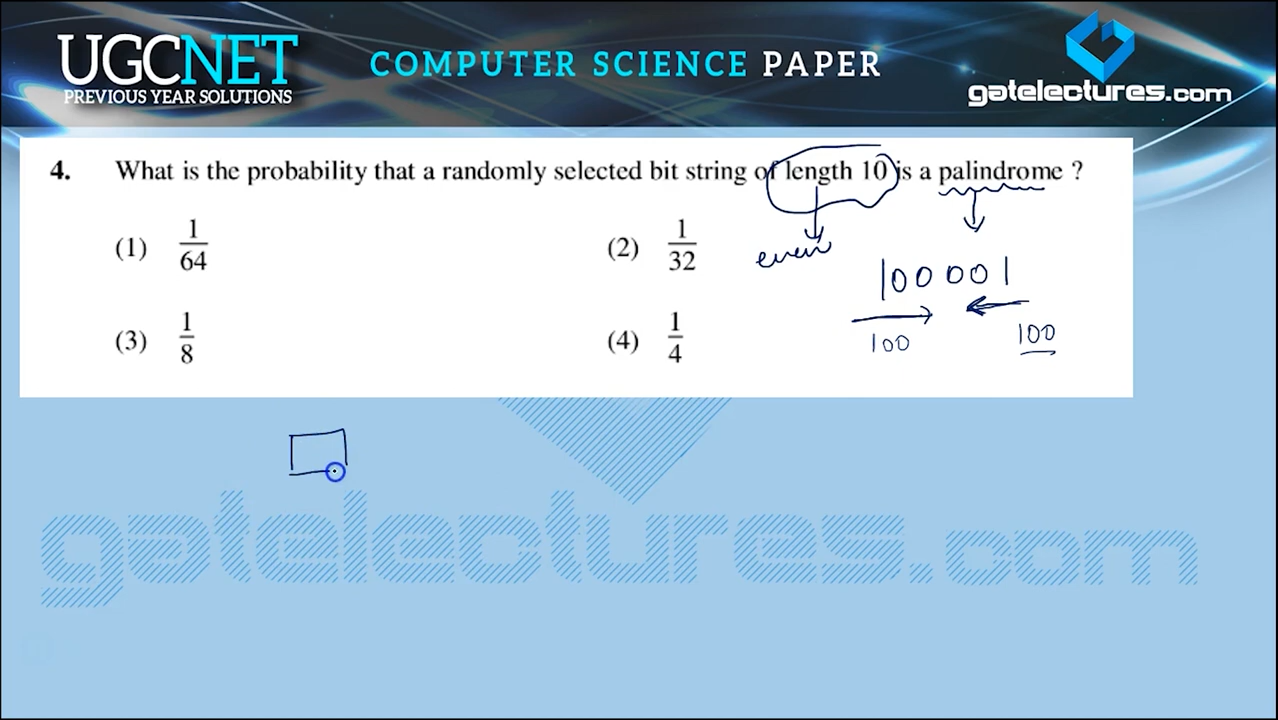 UGCNET
PREVIOUS YEAR SOLUTIONS
COMPUTER SCIENCE PAPER
gatelectures.com
4. What is the probability that a randomly selected bit string of length 10 is a palindrome ?
(1) 1/64
(2) 1/32
(3) 1/8
(4) 1/4
even
100001
100
100
gatelectures.com